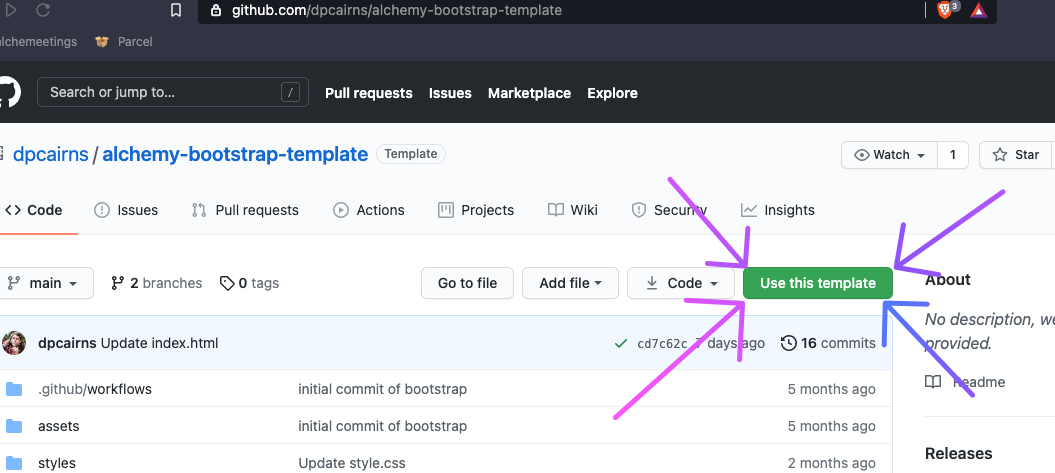 github.com/dpcairns/alchemy-bootstrap-template
3
lchemeetings Parcel
Search or jump to... / Pull requests Issues Marketplace Explore
dpcairns / alchemy-bootstrap-template Template Watch 1 Star
Code Issues Pull requests Actions Projects Wiki Security Insights
main 2 branches 0 tags Go to file Add file Code Use this template About
dpcairns Update index.html cd7c62c 7 days ago 16 commits No description, we
provided.
.github/workflows initial commit of bootstrap 5 months ago Readme
assets initial commit of bootstrap 5 months ago
styles Update style.css 2 months ago Releases